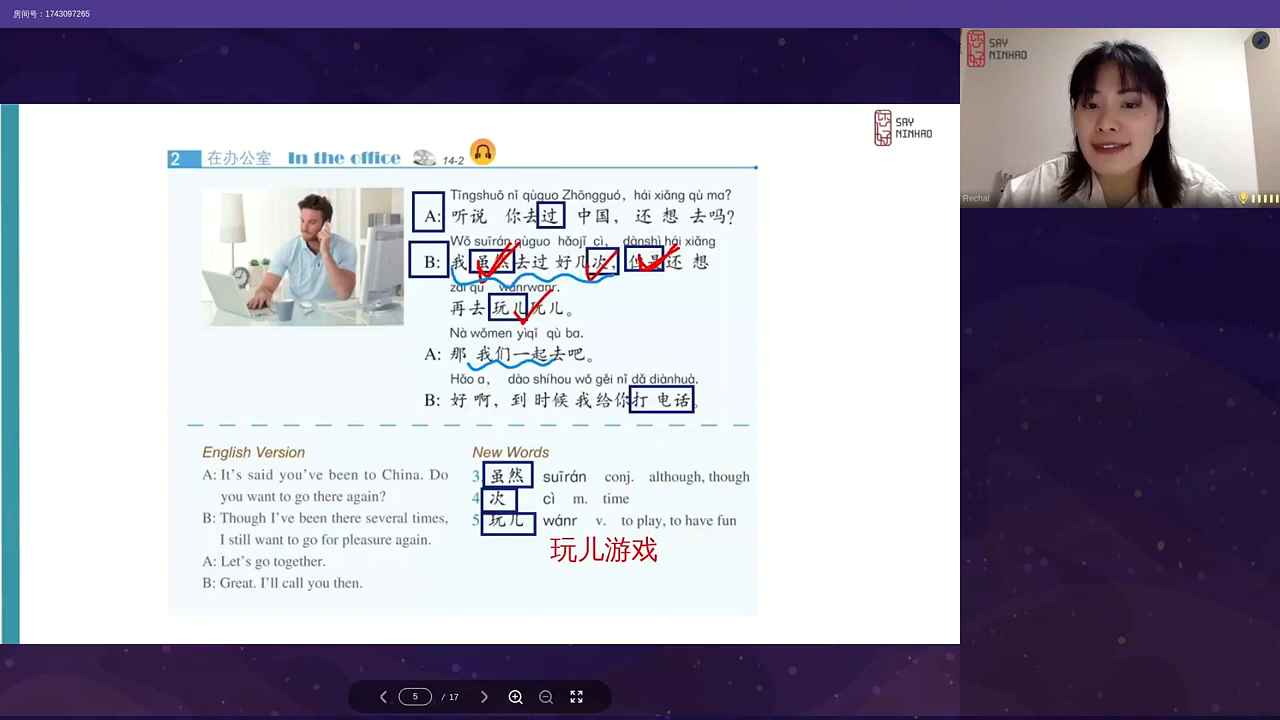 房间号：1743097265
SAY
NINHAO
Rechal
SAY
NINHAO
2 在办公室 In the office 14-2
Tīngshuō nǐ qùguo Zhōngguó, hái xiǎng qù ma?
A: 听说 你去过 中国, 还 想 去吗?
Wǒ suīrán qùguo hǎojǐ cì, dànshì hái xiǎng
B: 我 虽然去过 好几次, 但是还 想
zài qù wánrwanr.
再去 玩儿玩儿。
Nà wǒmen yìqǐ qù ba.
A: 那 我们一起去吧。
Hǎo a, dào shíhou wǒ gěi nǐ dǎ diànhuà.
B: 好 啊, 到 时候 我 给你打 电话。
English Version
A: It's said you've been to China. Do
you want to go there again?
B: Though I've been there several times,
I still want to go for pleasure again.
A: Let's go together.
B: Great. I'll call you then.
New Words
3 虽然 suīrán conj. although, though
4 次 cì m. time
5 玩儿 wánr v. to play, to have fun
玩儿游戏
5 / 17